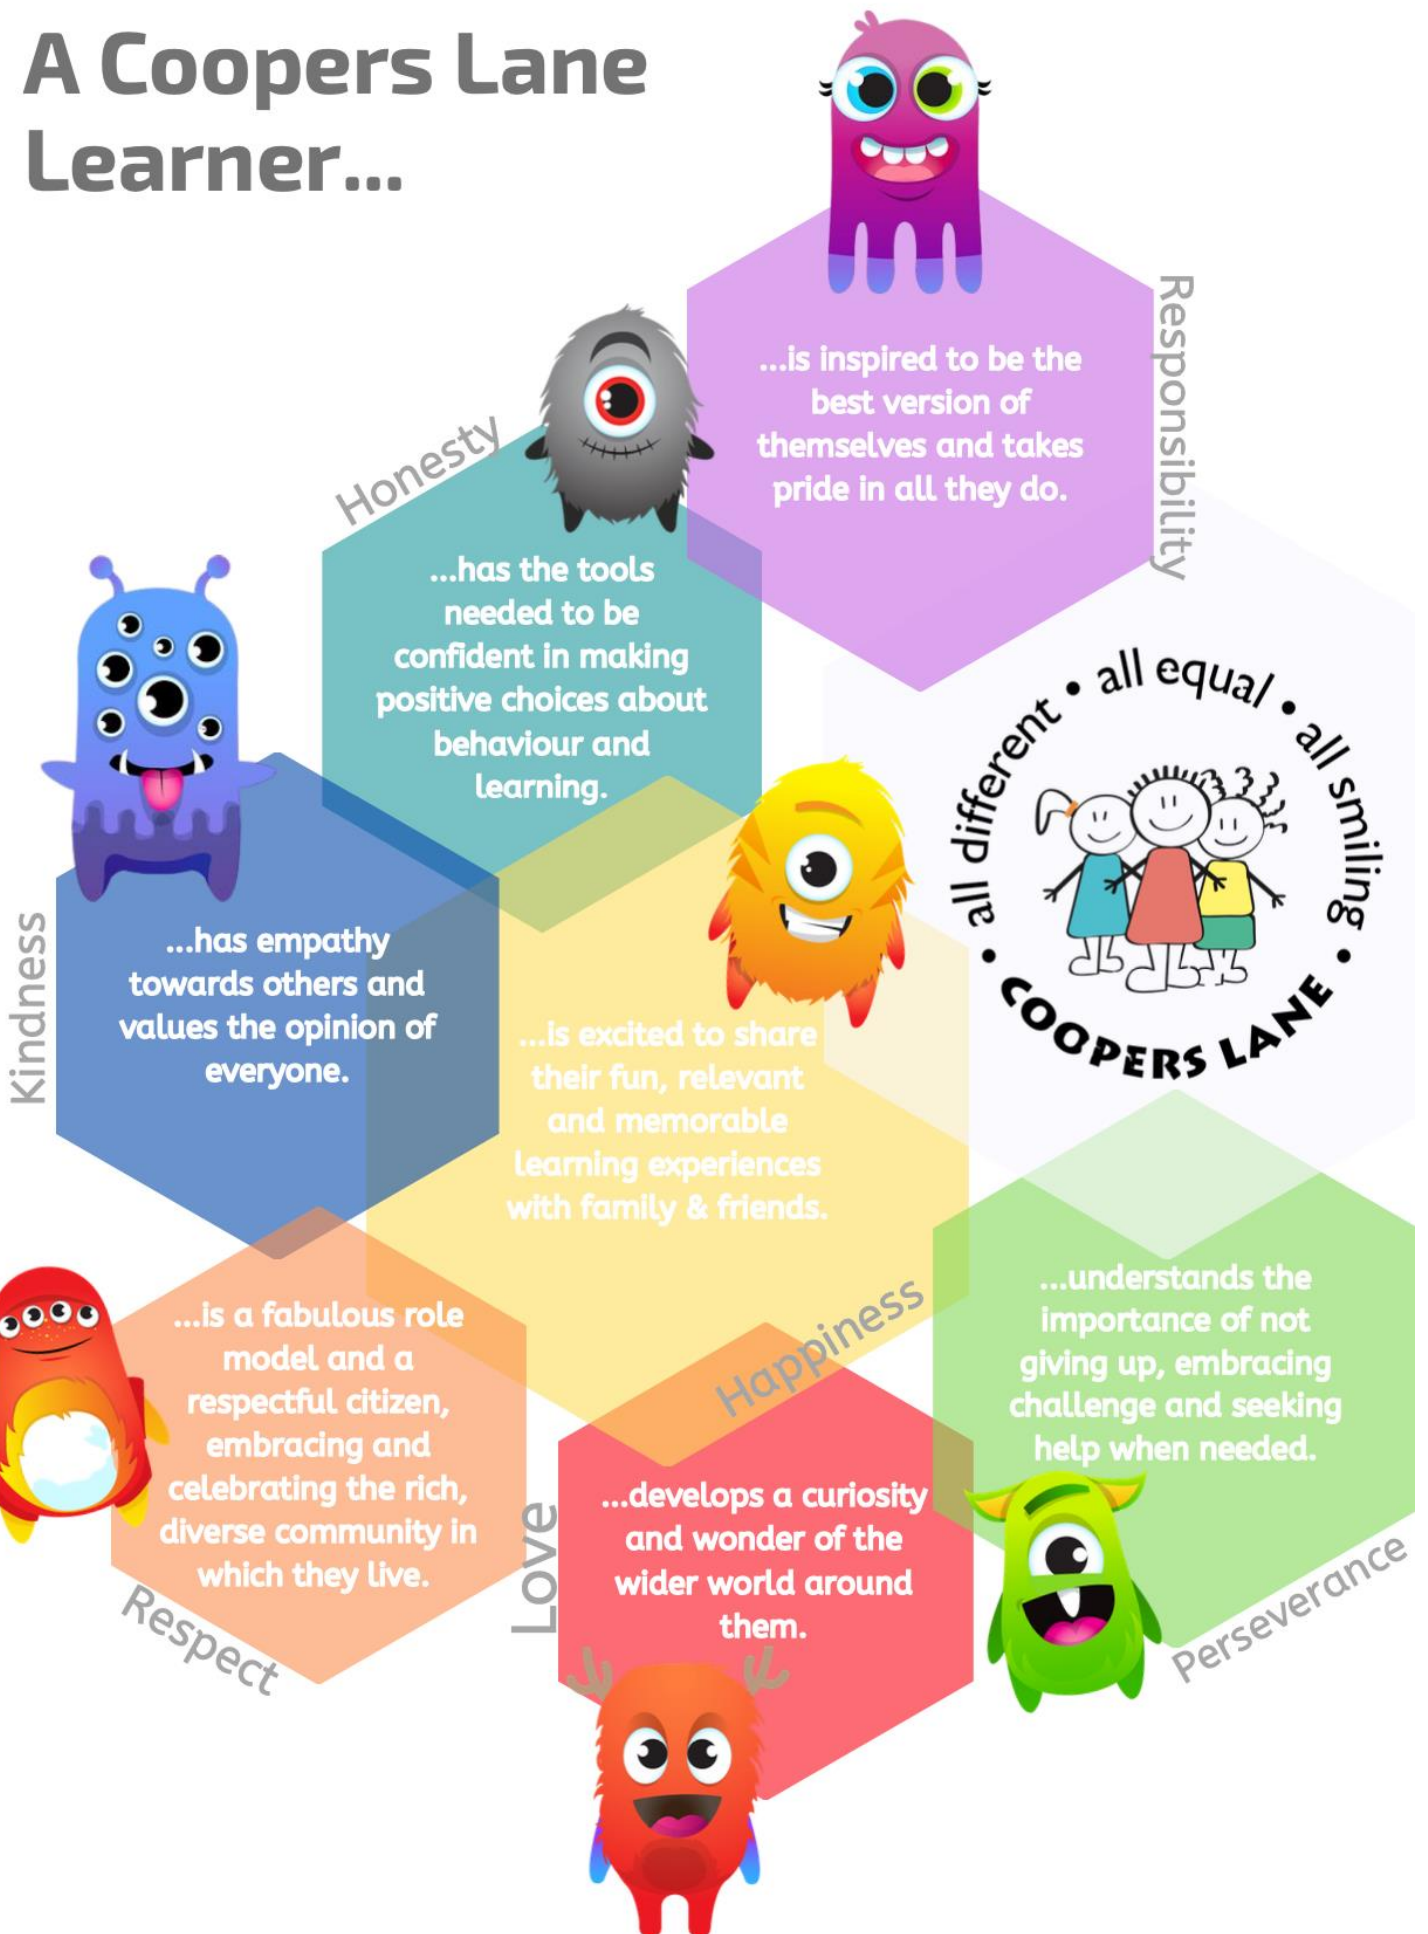 A Coopers Lane
Learner...
Responsibility
...is inspired to be the
best version of
themselves and takes
pride in all they do.
Honesty
...has the tools
needed to be
confident in making
positive choices about
behaviour and
learning.
• all different • all equal • all smiling •
COOPERS LANE
Kindness
...has empathy
towards others and
values the opinion of
everyone.
...is excited to share
their fun, relevant
and memorable
learning experiences
with family & friends.
Happiness
...understands the
importance of not
giving up, embracing
challenge and seeking
help when needed.
Perseverance
...is a fabulous role
model and a
respectful citizen,
embracing and
celebrating the rich,
diverse community in
which they live.
Respect
Love
...develops a curiosity
and wonder of the
wider world around
them.